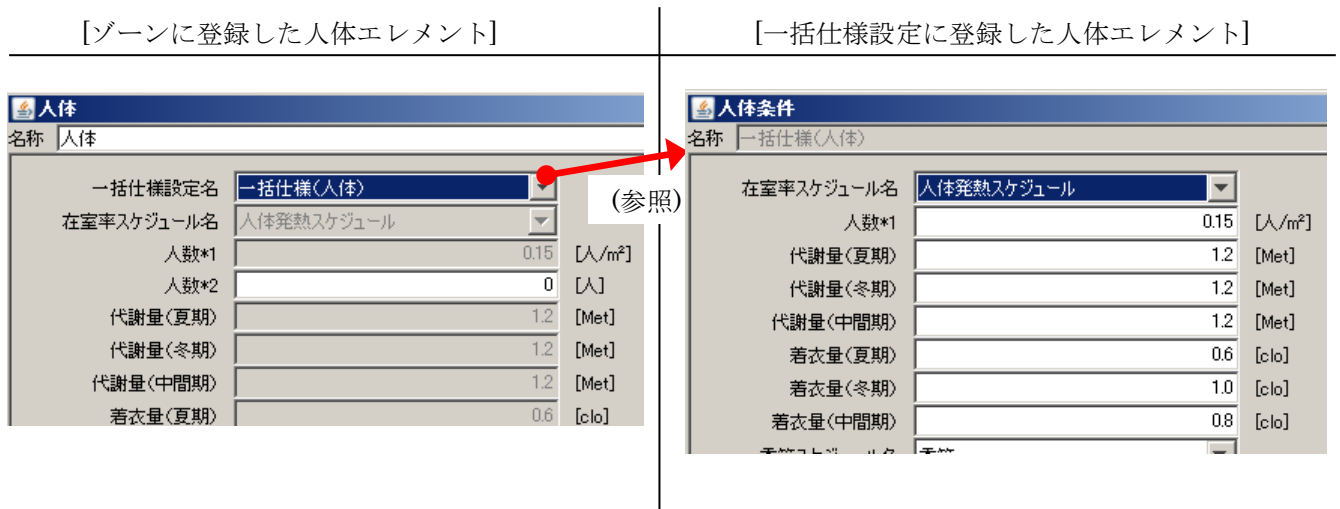 [ゾーンに登録した人体エレメント]
人体
名称 人体
一括仕様設定名 一括仕様(人体)
在室率スケジュール名 人体発熱スケジュール
人数*1 0.15 [人/m²]
人数*2 0 [人]
代謝量(夏期) 1.2 [Met]
代謝量(冬期) 1.2 [Met]
代謝量(中間期) 1.2 [Met]
着衣量(夏期) 0.6 [clo]
(参照)
[一括仕様設定に登録した人体エレメント]
人体条件
名称 一括仕様(人体)
在室率スケジュール名 人体発熱スケジュール
人数*1 0.15 [人/m²]
代謝量(夏期) 1.2 [Met]
代謝量(冬期) 1.2 [Met]
代謝量(中間期) 1.2 [Met]
着衣量(夏期) 0.6 [clo]
着衣量(冬期) 1.0 [clo]
着衣量(中間期) 0.8 [clo]